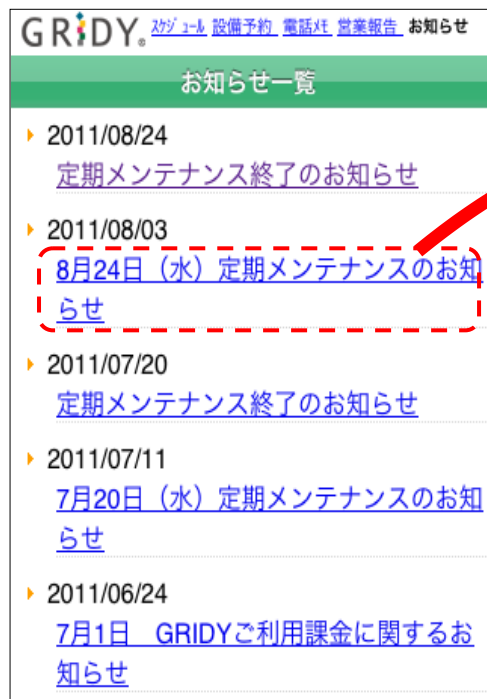 GRiDY® ｽｹｼﾞｭｰﾙ 設備予約 電話ﾒﾓ 営業報告 お知らせ
お知らせ一覧
2011/08/24
定期メンテナンス終了のお知らせ
2011/08/03
8月24日（水）定期メンテナンスのお知
らせ
2011/07/20
定期メンテナンス終了のお知らせ
2011/07/11
7月20日（水）定期メンテナンスのお知
らせ
2011/06/24
7月1日　GRIDYご利用課金に関するお
知らせ